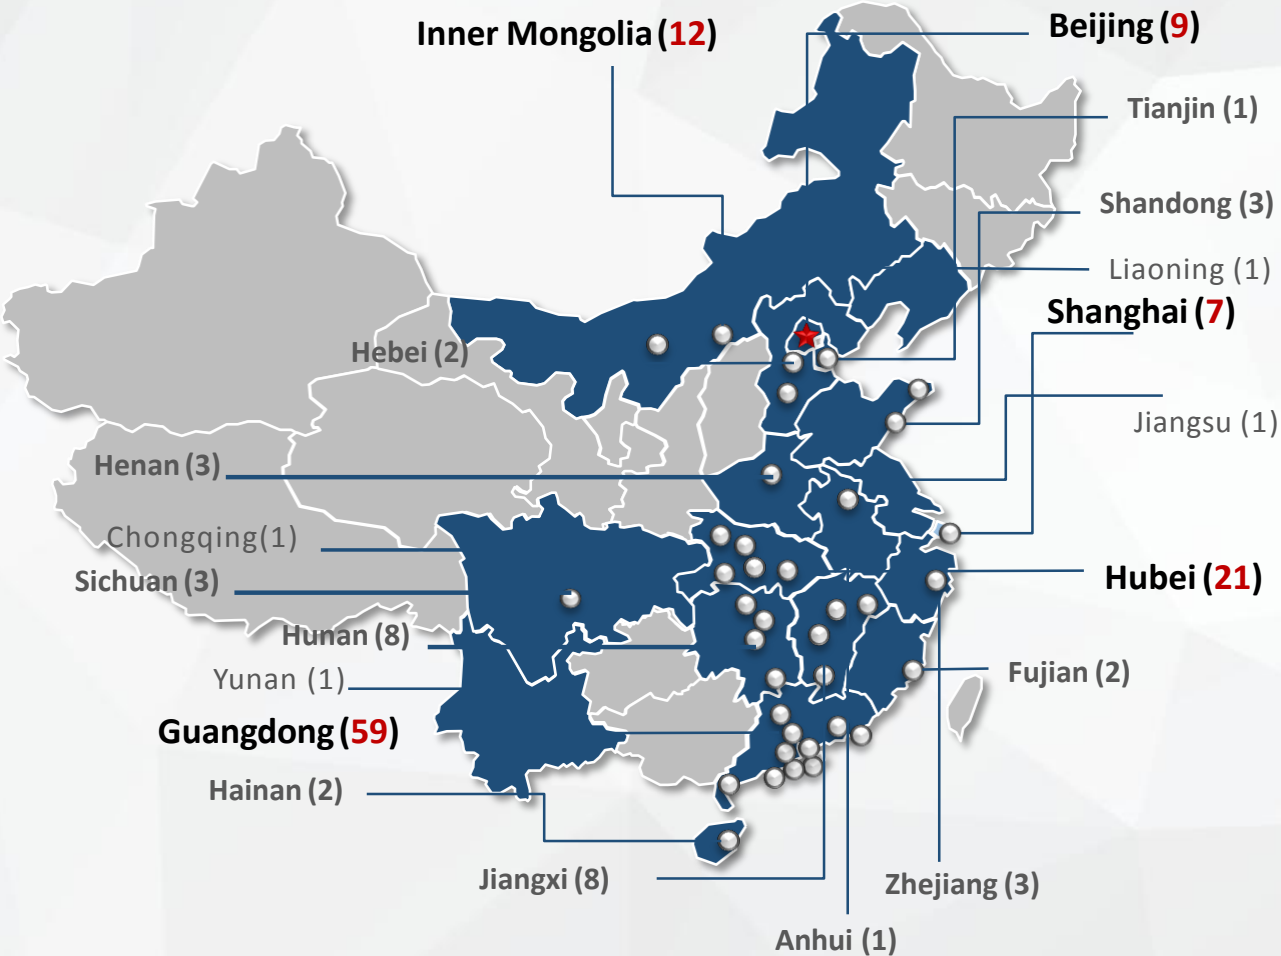 Inner Mongolia (12)
Beijing (9)
Tianjin (1)
Shandong (3)
Liaoning (1)
Shanghai (7)
Hebei (2)
Jiangsu (1)
Henan (3)
Chongqing(1)
Sichuan (3)
Hubei (21)
Hunan (8)
Yunan (1)
Fujian (2)
Guangdong (59)
Hainan (2)
Jiangxi (8)
Zhejiang (3)
Anhui (1)